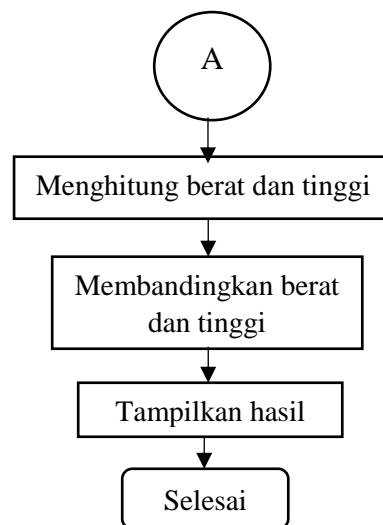 A
Menghitung berat dan tinggi
Membandingkan berat
dan tinggi
Tampilkan hasil
Selesai